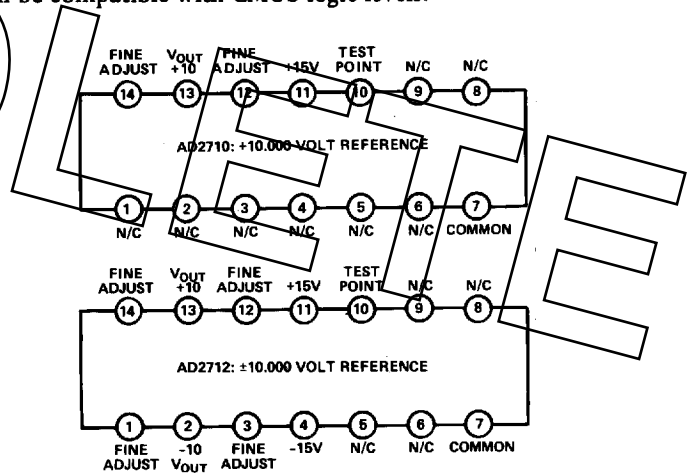 be compatible with CMOS logic levels.
FINE ADJUST VOUT +10 FINE ADJUST +15V TEST POINT N/C N/C
14 13 12 11 10 9 8
AD2710: +10.000 VOLT REFERENCE
1 2 3 4 5 6 7
N/C N/C N/C N/C N/C N/C COMMON
FINE ADJUST VOUT +10 FINE ADJUST +15V TEST POINT N/C N/C
14 13 12 11 10 9 8
AD2712: ±10.000 VOLT REFERENCE
1 2 3 4 5 6 7
FINE ADJUST -10 VOUT FINE ADJUST -15V N/C N/C COMMON
LETE